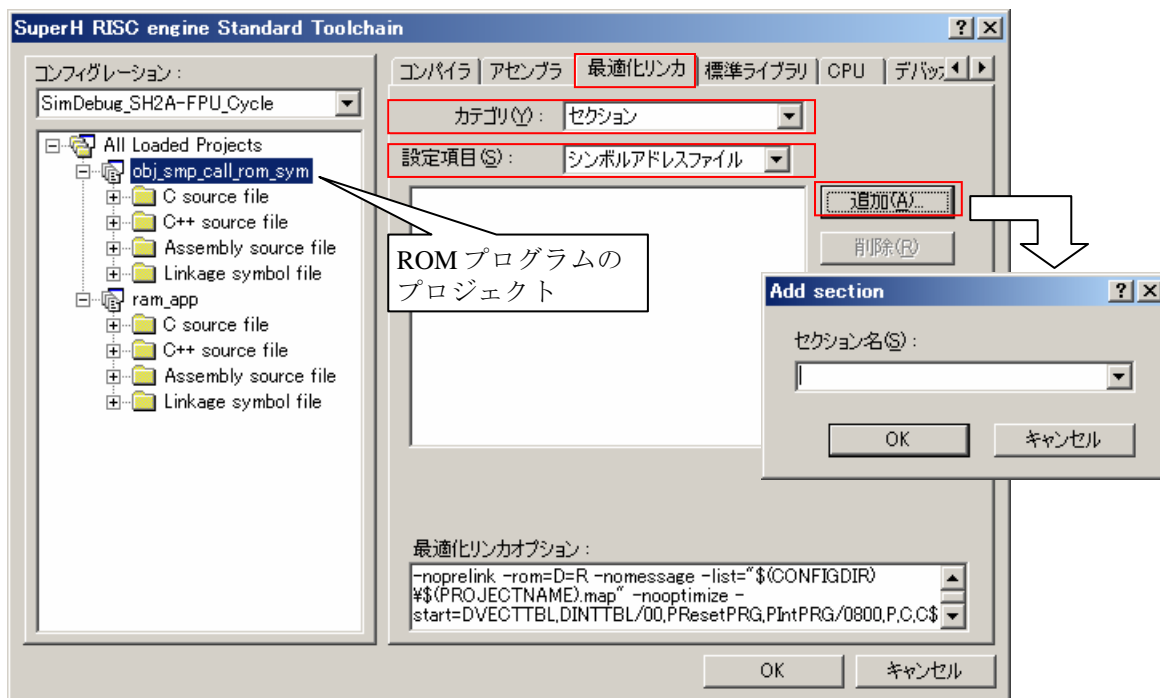 SuperH RISC engine Standard Toolchain
コンフィグレーション :
SimDebug_SH2A-FPU_Cycle
All Loaded Projects
obj_smp_call_rom_sym
C source file
C++ source file
Assembly source file
Linkage symbol file
ram_app
C source file
C++ source file
Assembly source file
Linkage symbol file
ROM プログラムの
プロジェクト
コンパイラ
アセンブラ
最適化リンカ
標準ライブラリ
CPU
デバッ
カテゴリ(Y) :
セクション
設定項目(S) :
シンボルアドレスファイル
追加(A)...
削除(R)
Add section
セクション名(S) :
OK
キャンセル
最適化リンカオプション :
-noprelink -rom=D=R -nomessage -list="$(CONFIGDIR)
¥$(PROJECTNAME).map" -nooptimize -
start=DVECTTBL,DINTTBL/00,PResetPRG,PIntPRG/0800,P,C,C$
OK
キャンセル